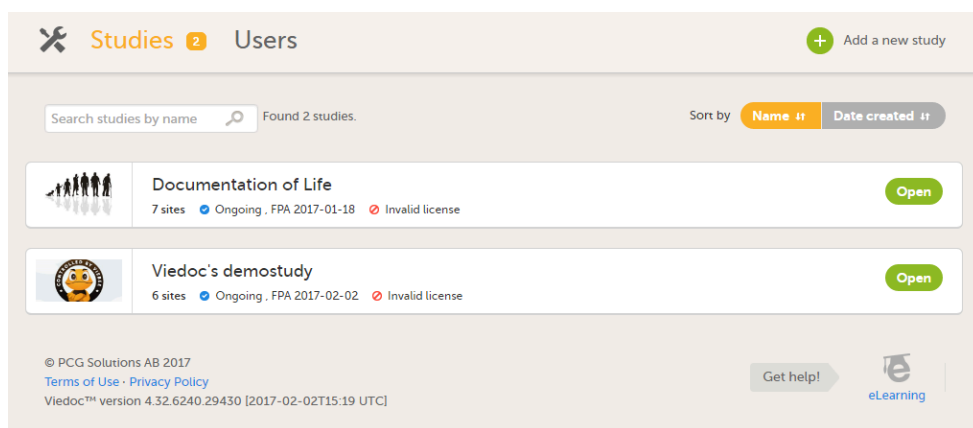 Studies 2 Users
Add a new study
Search studies by name
Found 2 studies.
Sort by Name Date created
Documentation of Life
7 sites Ongoing , FPA 2017-01-18 Invalid license
Open
Viedoc's demostudy
6 sites Ongoing , FPA 2017-02-02 Invalid license
Open
© PCG Solutions AB 2017
Terms of Use · Privacy Policy
Viedoc™ version 4.32.6240.29430 [2017-02-02T15:19 UTC]
Get help!
e
eLearning